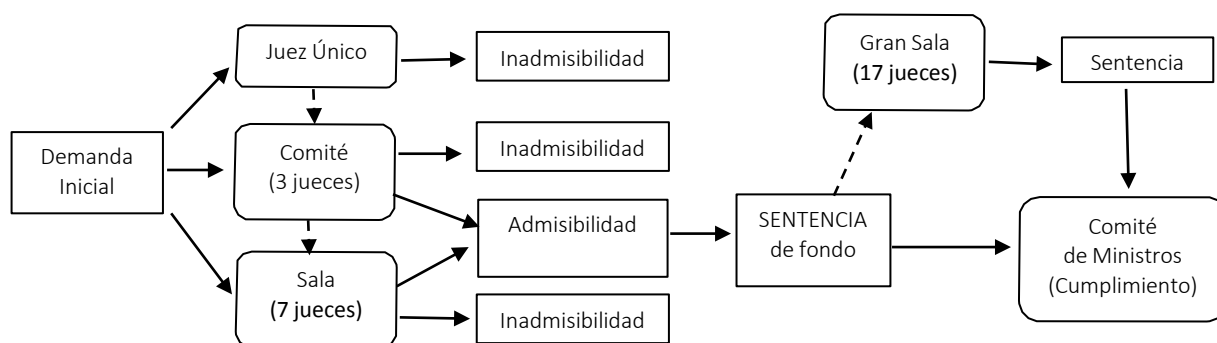 Demanda
Inicial
Juez Único
Comité
(3 jueces)
Sala
(7 jueces)
Inadmisibilidad
Inadmisibilidad
Admisibilidad
Inadmisibilidad
SENTENCIA
de fondo
Gran Sala
(17 jueces)
Sentencia
Comité
de Ministros
(Cumplimiento)